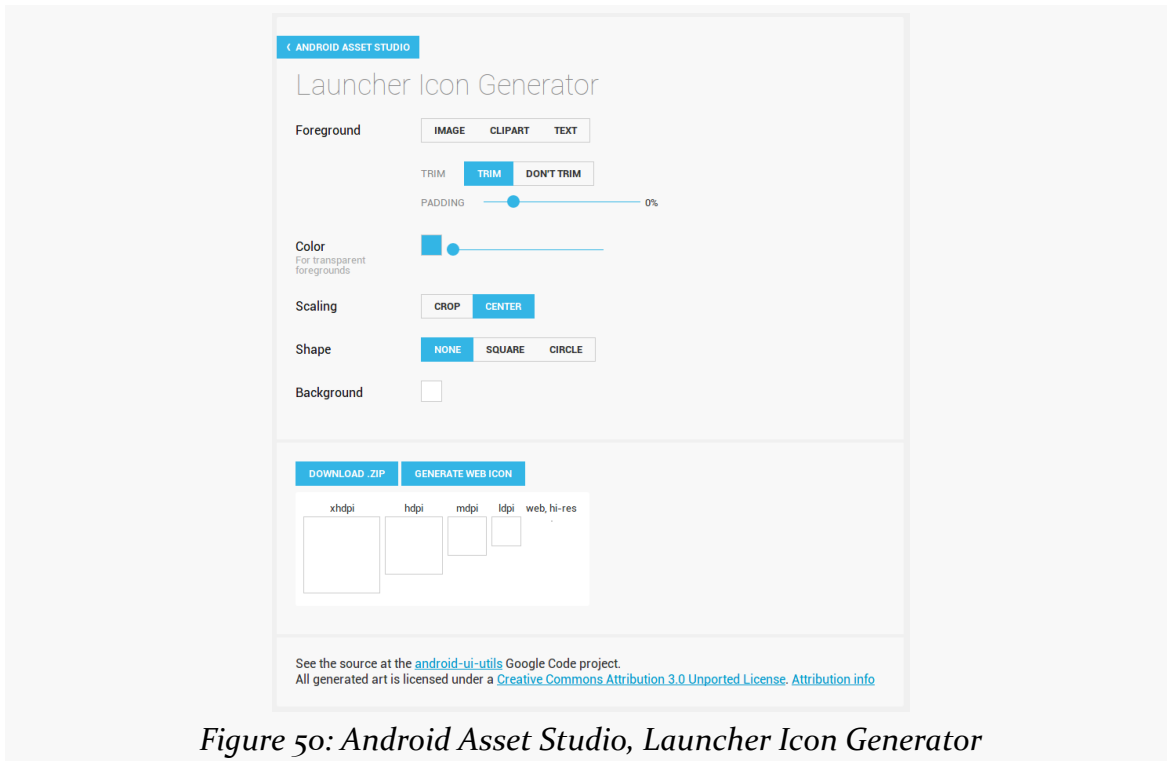 ‹ ANDROID ASSET STUDIO
Launcher Icon Generator
Foreground IMAGE CLIPART TEXT
TRIM TRIM DON'T TRIM
PADDING 0%
Color
For transparent
foregrounds
Scaling CROP CENTER
Shape NONE SQUARE CIRCLE
Background
DOWNLOAD .ZIP GENERATE WEB ICON
xhdpi hdpi mdpi ldpi web, hi-res
See the source at the android-ui-utils Google Code project.
All generated art is licensed under a Creative Commons Attribution 3.0 Unported License. Attribution info
Figure 50: Android Asset Studio, Launcher Icon Generator